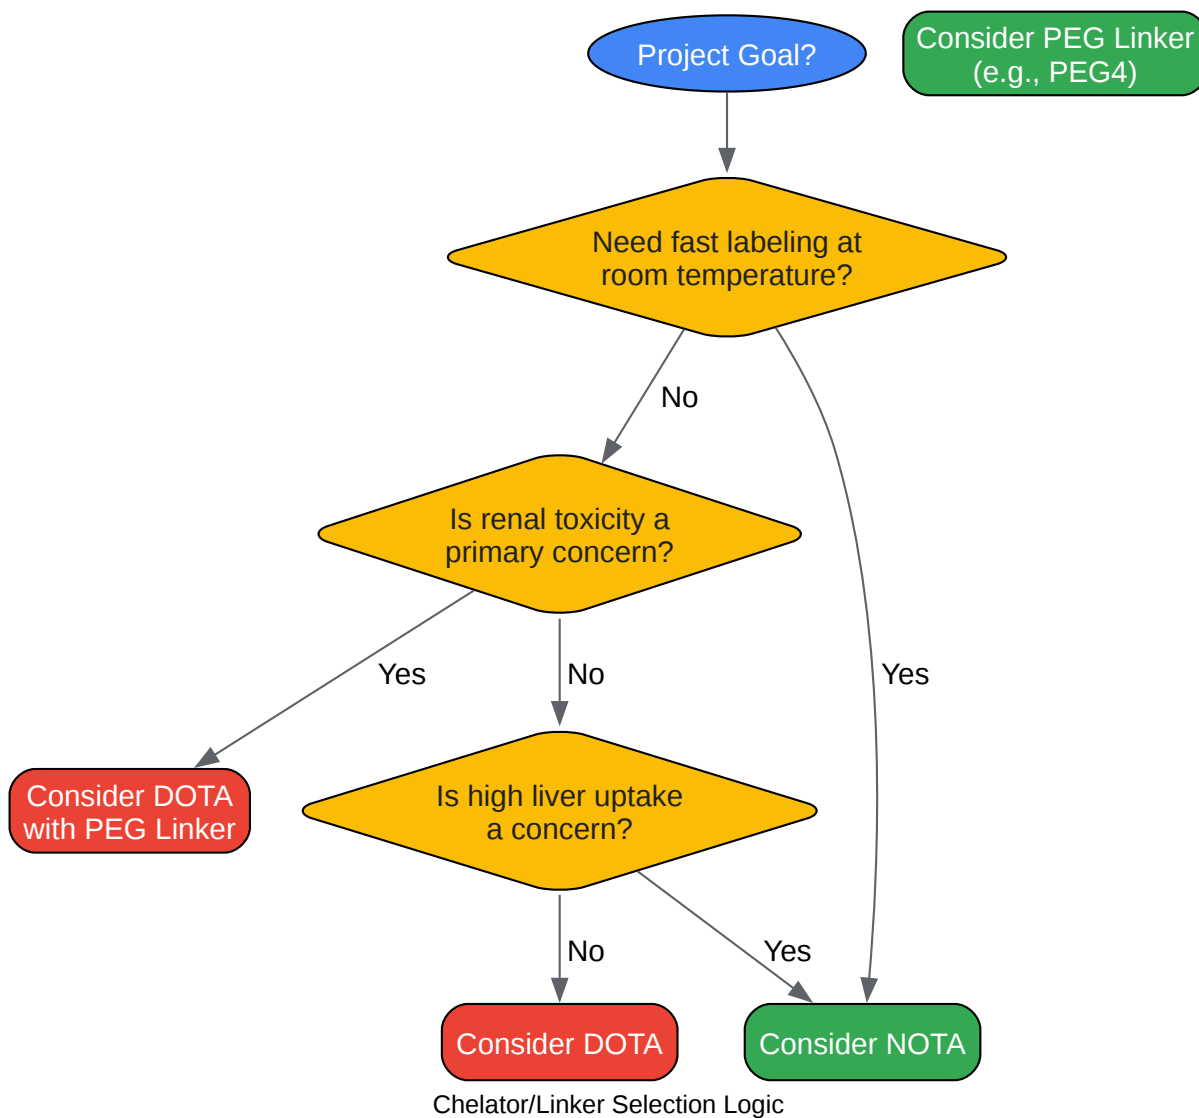 Project Goal?
Consider PEG Linker
(e.g., PEG4)
Need fast labeling at
room temperature?
No
Is renal toxicity a
primary concern?
Yes
No
Yes
Consider DOTA
with PEG Linker
Is high liver uptake
a concern?
No
Yes
Consider DOTA
Consider NOTA
Chelator/Linker Selection Logic